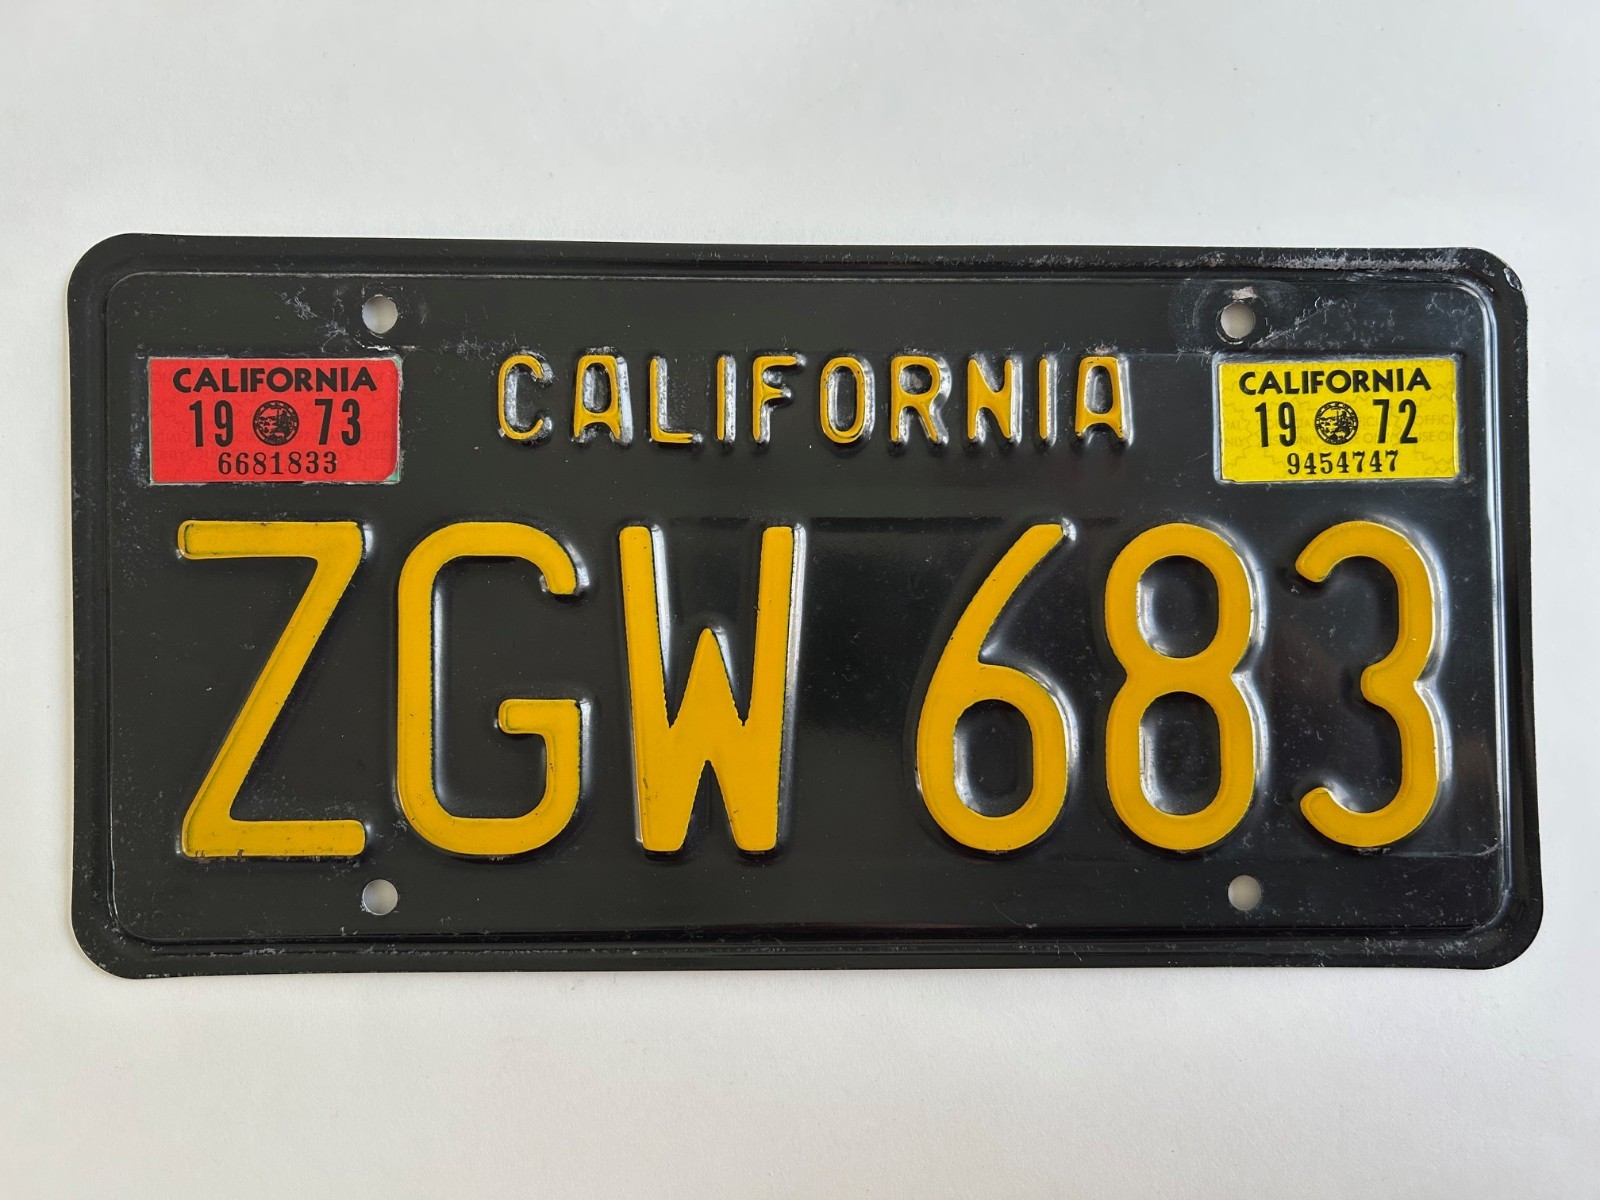 CALIFORNIA
19 73
6681833
CALIFORNIA
CALIFORNIA
19 72
9454747
ZGW 683